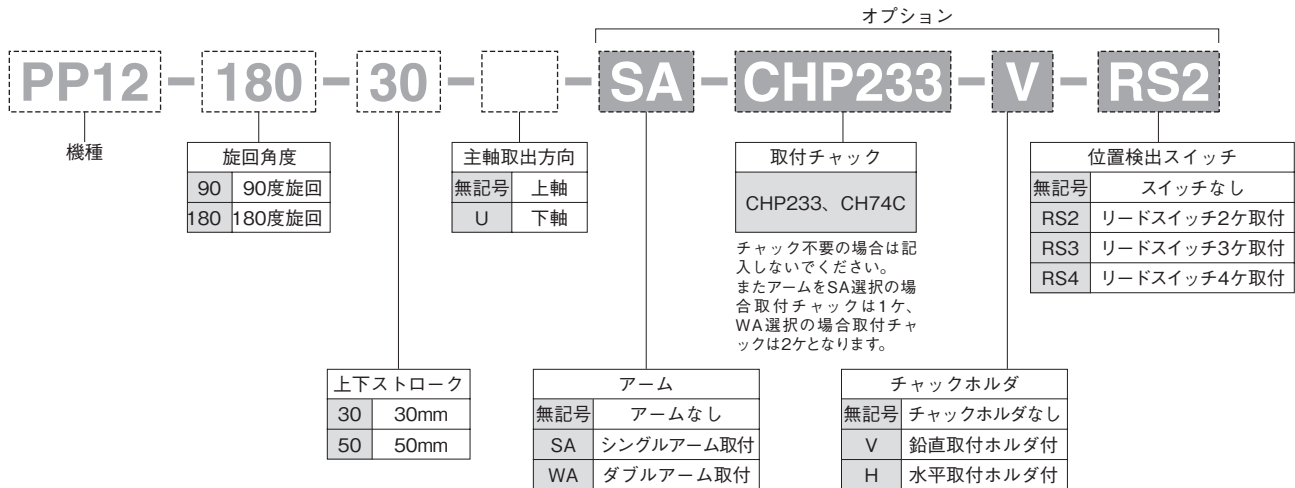 オプション
PP12-180-30- -SA-CHP233-V-RS2
機種
旋回角度
90 90度旋回
180 180度旋回
主軸取出方向
無記号 上軸
U 下軸
取付チャック
CHP233、CH74C
チャック不要の場合は記
入しないでください。
またアームをSA選択の場
合取付チャックは1ケ、
WA選択の場合取付チャ
ックは2ケとなります。
位置検出スイッチ
無記号 スイッチなし
RS2 リードスイッチ2ケ取付
RS3 リードスイッチ3ケ取付
RS4 リードスイッチ4ケ取付
上下ストローク
30 30mm
50 50mm
アーム
無記号 アームなし
SA シングルアーム取付
WA ダブルアーム取付
チャックホルダ
無記号 チャックホルダなし
V 鉛直取付ホルダ付
H 水平取付ホルダ付